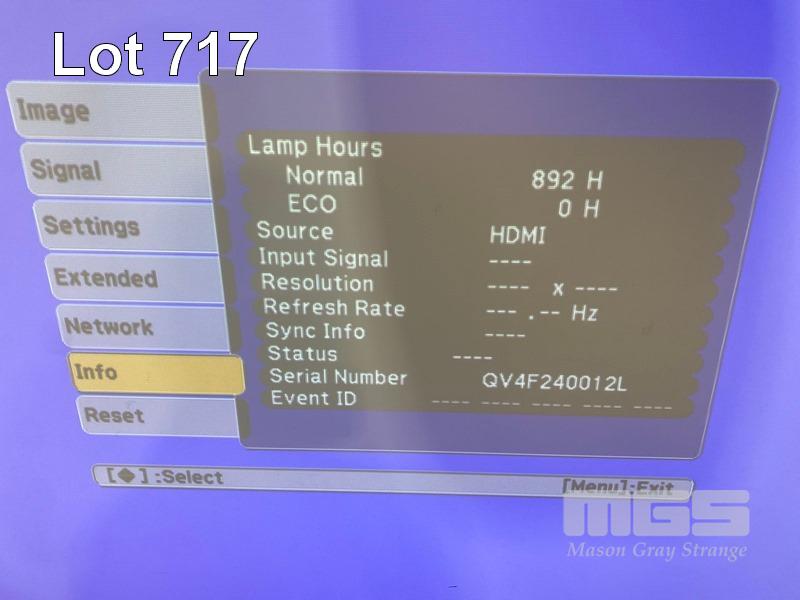 Lot 717
Image
Signal
Settings
Extended
Network
Info
Reset
Lamp Hours
Normal 892 H
ECO 0 H
Source HDMI
Input Signal ----
Resolution ---- x ----
Refresh Rate --- .-- Hz
Sync Info ----
Status ----
Serial Number QV4F240012L
Event ID ---- ---- ---- ---- ----
[◆] :Select
[Menu]:Exit
MGS
Mason Gray Strange